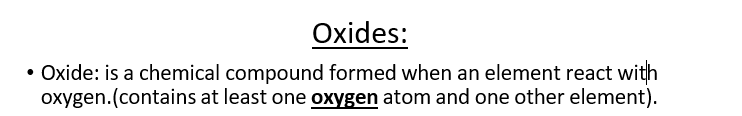 Oxides:
• Oxide: is a chemical compound formed when an element react with
oxygen.(contains at least one oxygen atom and one other element).